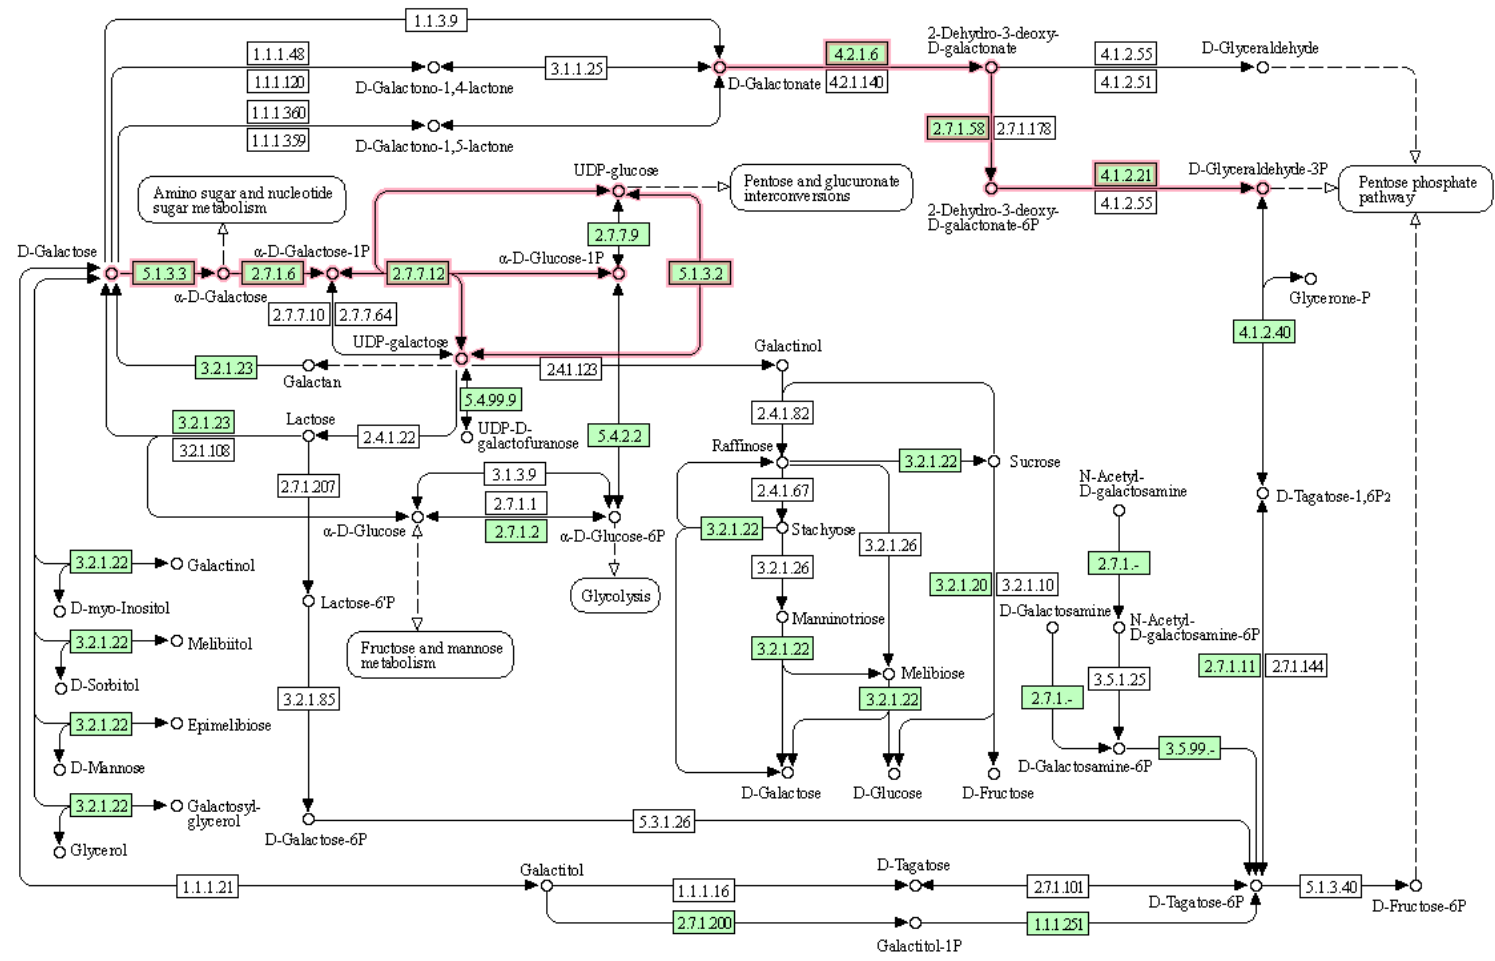 1.1.3.9
1.1.1.48
1.1.1.120
D-Galactono-1,4-lactone
3.1.1.25
1.1.1.360
1.1.1.359
D-Galactono-1,5-lactone
D-Galactonate
4.2.1.6
4.2.1.140
2-Dehydro-3-deoxy-
D-galactonate
4.1.2.55
4.1.2.51
D-Glyceraldehyde
2.7.1.58
2.7.1.178
4.1.2.21
4.1.2.55
D-Glyceraldehyde-3P
2-Dehydro-3-deoxy-
D-galactonate-6P
Pentose phosphate
pathway
Amino sugar and nucleotide
sugar metabolism
UDP-glucose
Pentose and glucuronate
interconversions
D-Galactose
5.1.3.3
α-D-Galactose
2.7.1.6
α-D-Galactose-1P
2.7.7.12
2.7.7.9
α-D-Glucose-1P
5.1.3.2
2.7.7.10
2.7.7.64
UDP-galactose
Glycerone-P
4.1.2.40
3.2.1.23
Galactan
2.4.1.123
Galactinol
5.4.99.9
UDP-D-
galactofuranose
5.4.2.2
2.4.1.82
3.2.1.23
3.2.1.108
Lactose
2.4.1.22
2.7.1.207
3.1.3.9
2.7.1.1
2.7.1.2
α-D-Glucose
α-D-Glucose-6P
Raffinose
3.2.1.22
Sucrose
2.4.1.67
3.2.1.22
Stachyose
3.2.1.26
3.2.1.26
N-Acetyl-
D-galactosamine
D-Tagatose-1,6P2
2.7.1.-
3.2.1.22
Galactinol
D-myo-Inositol
Glycolysis
Lactose-6'P
Fructose and mannose
metabolism
3.2.1.20
3.2.1.10
D-Galactosamine
N-Acetyl-
D-galactosamine-6P
Manninotriose
3.2.1.22
Melibiose
3.2.1.22
3.2.1.22
Melibiitol
D-Sorbitol
3.2.1.85
2.7.1.-
3.5.1.25
2.7.1.11
2.7.1.144
3.2.1.22
Epimelibiose
D-Mannose
D-Galactosamine-6P
3.5.99.-
D-Galactose
D-Glucose
D-Fructose
3.2.1.22
Galactosyl-
glycerol
Glycerol
D-Galactose-6P
5.3.1.26
1.1.1.21
Galactitol
1.1.1.16
D-Tagatose
2.7.1.101
D-Tagatose-6P
5.1.3.40
D-Fructose-6P
2.7.1.200
Galactitol-1P
1.1.1.251